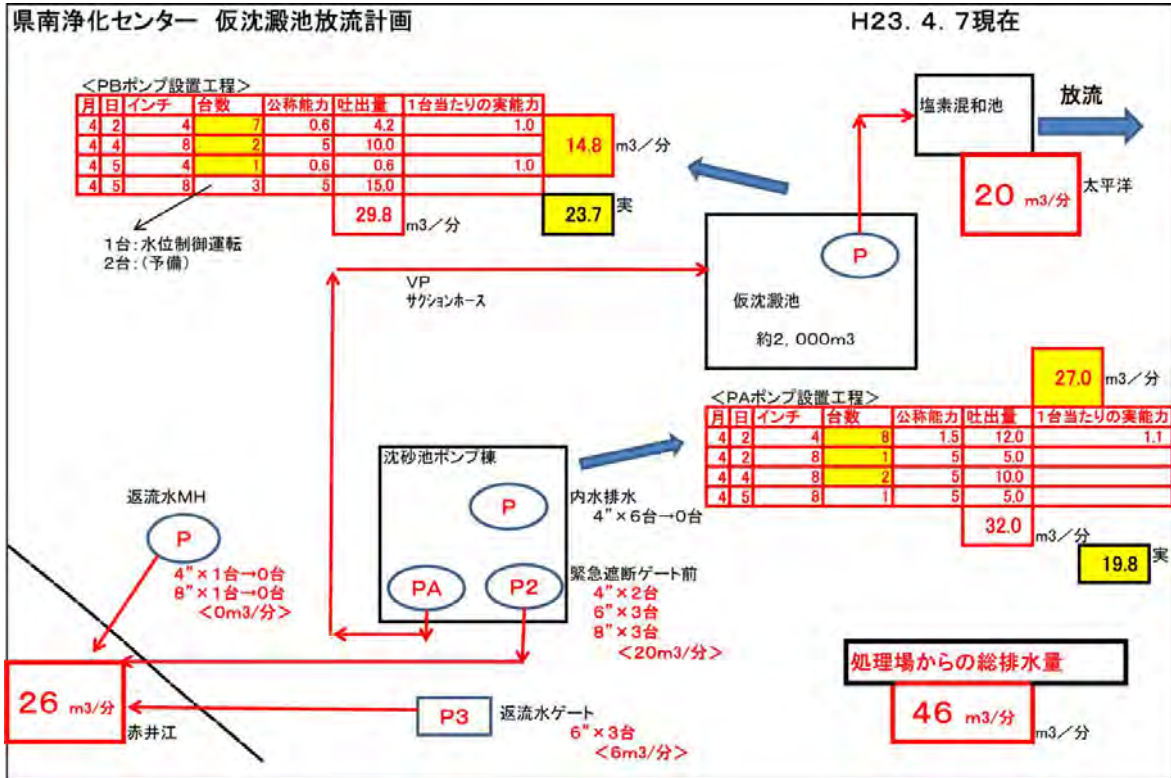 県南浄化センター 仮沈澱池放流計画
H23. 4. 7現在
<PBポンプ設置工程>
月 日 インチ 台数 公称能力 吐出量 1台当たりの実能力
4 2 4 7 0.6 4.2 1.0
4 4 8 2 5 10.0
4 5 4 1 0.6 0.6 1.0
4 5 8 3 5 15.0
14.8 m3/分
29.8 m3/分
23.7 実
1台:水位制御運転
2台:(予備)
塩素混和池
放流
20 m3/分
太平洋
VP
サクションホース
P
仮沈澱池
約2,000m3
27.0 m3/分
<PAポンプ設置工程>
月 日 インチ 台数 公称能力 吐出量 1台当たりの実能力
4 2 4 8 1.5 12.0 1.1
4 2 8 1 5 5.0
4 4 8 2 5 10.0
4 5 8 1 5 5.0
32.0 m3/分
19.8 実
沈砂池ポンプ棟
P
内水排水
4”×6台→0台
PA
P2
緊急遮断ゲート前
4”×2台
6”×3台
8”×3台
<20m3/分>
返流水MH
P
4”×1台→0台
8”×1台→0台
<0m3/分>
26 m3/分
赤井江
P3
返流水ゲート
6”×3台
<6m3/分>
処理場からの総排水量
46 m3/分
m3/分